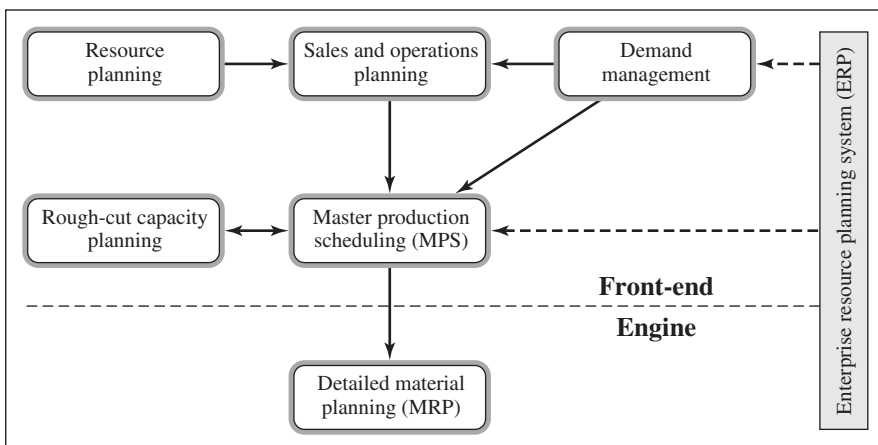 Resource
planning
Sales and operations
planning
Demand
management
Rough-cut capacity
planning
Master production
scheduling (MPS)
Front-end
Engine
Detailed material
planning (MRP)
Enterprise resource planning system (ERP)